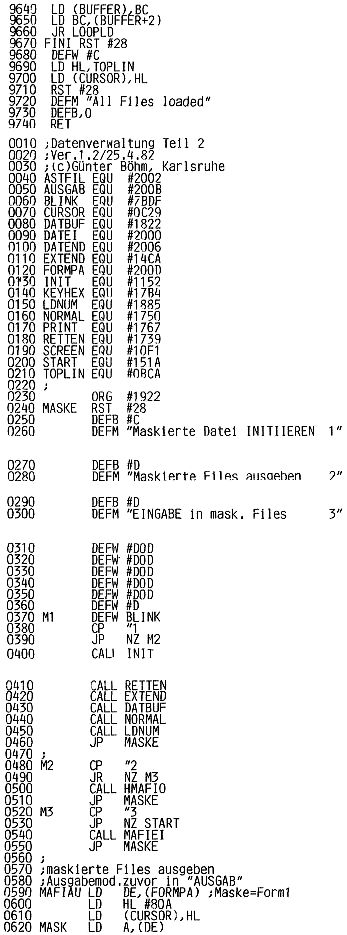 9640 LD (BUFFER),BC
9650 LD BC,(BUFFER+2)
9660 JR LOOPLD
9670 FINI RST #28
9680 DEFW #C
9690 LD HL,TOPLIN
9700 LD (CURSOR),HL
9710 RST #28
9720 DEFM "All Files loaded"
9730 DEFB,0
9740 RET
0010 ;Datenverwaltung Teil 2
0020 ;Ver.1.2/25.4.82
0030 ;(c)Günter Böhm, Karlsruhe
0040 ASTFIL EQU #2002
0050 AUSGAB EQU #200B
0060 BLINK EQU #7BDF
0070 CURSOR EQU #0C29
0080 DATBUF EQU #1822
0090 DATEI EQU #2000
0100 DATEND EQU #2006
0110 EXTEND EQU #14CA
0120 FORMPA EQU #200D
0130 INIT EQU #1152
0140 KEYHEX EQU #17B4
0150 LDNUM EQU #1885
0160 NORMAL EQU #1750
0170 PRINT EQU #1767
0180 RETTEN EQU #1739
0190 SCREEN EQU #10F1
0200 START EQU #151A
0210 TOPLIN EQU #0BCA
0220 ;
0230 ORG #1922
0240 MASKE RST #28
0250 DEFB #C
0260 DEFM "Maskierte Datei INITIIEREN 1"
0270 DEFB #D
0280 DEFM "Maskierte Files ausgeben 2"
0290 DEFB #D
0300 DEFM "EINGABE in mask. Files 3"
0310 DEFW #D0D
0320 DEFW #D0D
0330 DEFW #D0D
0340 DEFW #D0D
0350 DEFW #D0D
0360 DEFW #D
0370 M1 DEFW BLINK
0380 CP "1
0390 JP NZ M2
0400 CALL INIT
0410 CALL RETTEN
0420 CALL EXTEND
0430 CALL DATBUF
0440 CALL NORMAL
0450 CALL LDNUM
0460 JP MASKE
0470 ;
0480 M2 CP "2
0490 JR NZ M3
0500 CALL HMAFIO
0510 JP MASKE
0520 M3 CP "3
0530 JP NZ START
0540 CALL MAFIEI
0550 JP MASKE
0560 ;
0570 ;maskierte Files ausgeben
0580 ;Ausgabemod.zuvor in "AUSGAB"
0590 MAFIAU LD DE,(FORMPA) ;Maske=Form1
0600 LD HL #80A
0610 LD (CURSOR),HL
0620 MASK LD A,(DE)